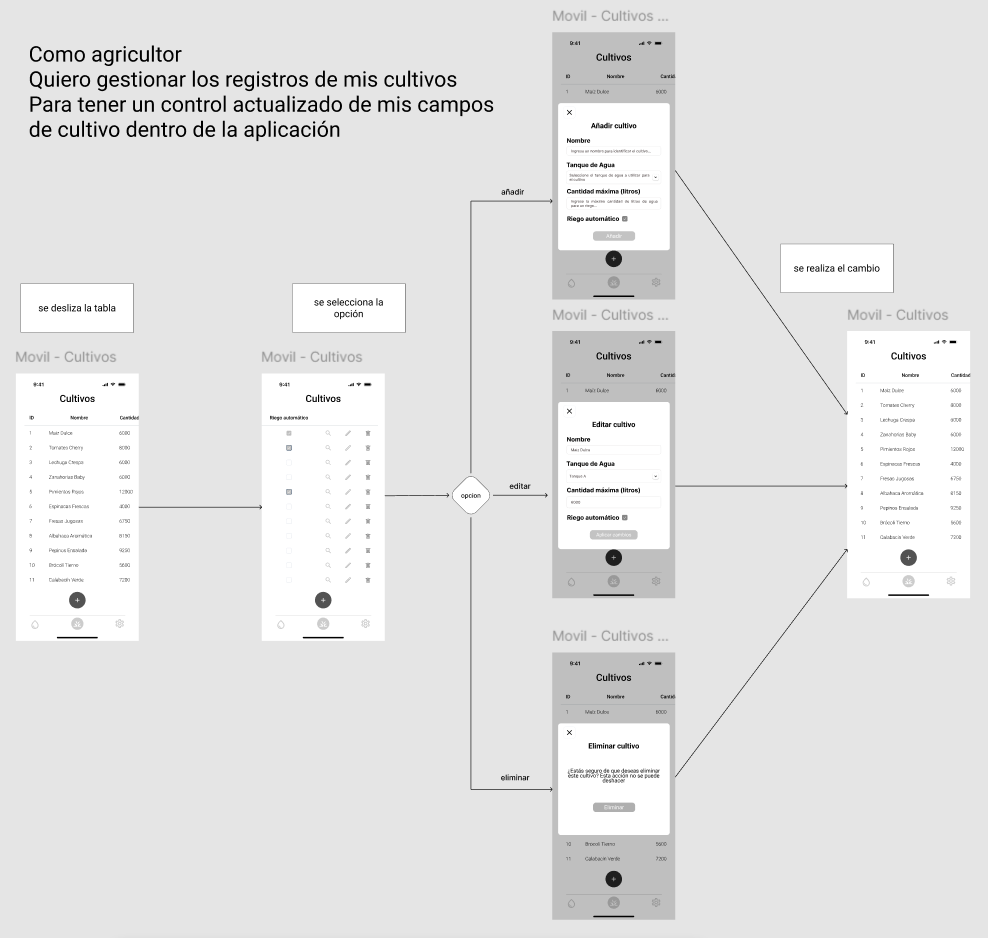 Movil - Cultivos ...
Como agricultor
Quiero gestionar los registros de mis cultivos
Para tener un control actualizado de mis campos
de cultivo dentro de la aplicación
9:41
Cultivos
ID Nombre Cantid
1 Maiz Dulce 6000
Añadir cultivo
Nombre
Ingrese un nombre para identificar el cultivo...
Tanque de Agua
Seleccione el tanque de agua a utilizar para
el cultivo
Cantidad máxima (litros)
Ingrese la máxima cantidad de litros de agua
para su riego...
Riego automático
Añadir
+
añadir
se realiza el cambio
se desliza la tabla
se selecciona la
opción
Movil - Cultivos ...
9:41
Cultivos
ID Nombre Cantid
1 Maiz Dulce 6000
Editar cultivo
Nombre
Maiz Dulce
Tanque de Agua
Tanque A
Cantidad máxima (litros)
6000
Riego automático
Aplicar cambios
+
Movil - Cultivos
9:41
Cultivos
ID Nombre Cantidad
1 Maiz Dulce 6000
2 Tomates Cherry 8000
3 Lechuga Crespa 6000
4 Zanahorias Baby 6000
5 Pimientos Rojos 12000
6 Espinacas Frescas 4000
7 Fresas Jugosas 6750
8 Albahaca Aromática 8150
9 Pepinos Ensalada 9250
10 Brócoli Tierno 5600
11 Calabacín Verde 7200
+
Movil - Cultivos
9:41
Cultivos
Riego automático
+
opcion
editar
Movil - Cultivos
9:41
Cultivos
ID Nombre Cantidad
1 Maiz Dulce 6000
2 Tomates Cherry 8000
3 Lechuga Crespa 6000
4 Zanahorias Baby 6000
5 Pimientos Rojos 12000
6 Espinacas Frescas 4000
7 Fresas Jugosas 6750
8 Albahaca Aromática 8150
9 Pepinos Ensalada 9250
10 Brócoli Tierno 5600
11 Calabacín Verde 7200
+
Movil - Cultivos ...
9:41
Cultivos
ID Nombre Cantid
1 Maiz Dulce 6000
Eliminar cultivo
¿Estás seguro de que deseas eliminar
este cultivo? Esta acción no se puede
deshacer
Eliminar
10 Brócoli Tierno 5600
11 Calabacín Verde 7200
+
eliminar